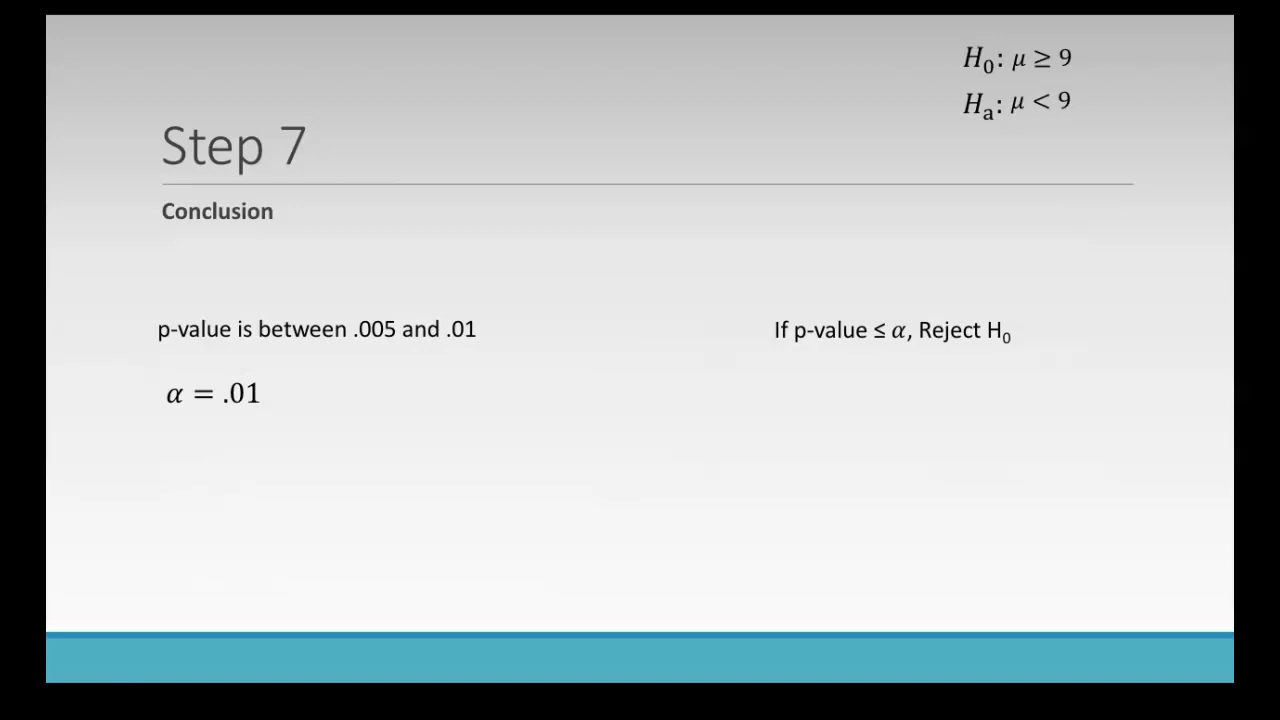 H₀: μ ≥ 9
Hₐ: μ < 9
Step 7
Conclusion
p-value is between .005 and .01
If p-value ≤ α, Reject H₀
α = .01